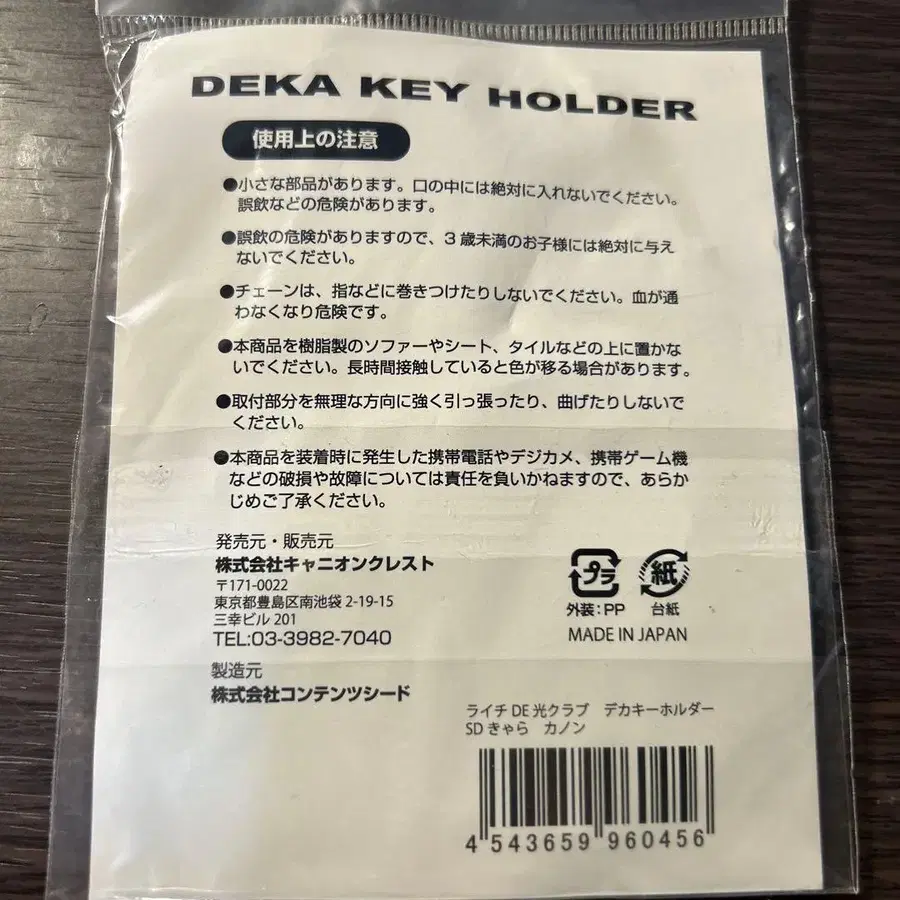 DEKA KEY HOLDER
使用上の注意
●小さな部品があります。口の中には絶対に入れないでください。
誤飲などの危険があります。
●誤飲の危険がありますので、3歳未満のお子様には絶対に与え
ないでください。
●チェーンは、指などに巻きつけたりしないでください。血が通
わなくなり危険です。
●本商品を樹脂製のソファーやシート、タイルなどの上に置かな
いでください。長時間接触していると色が移る場合があります。
●取付部分を無理な方向に強く引っ張ったり、曲げたりしないで
ください。
●本商品を装着時に発生した携帯電話やデジカメ、携帯ゲーム機
などの破損や故障については責任を負いかねますので、あらか
じめご了承ください。
発売元・販売元
株式会社キャニオンクレスト
〒171-0022
東京都豊島区南池袋 2-19-15
三幸ビル 201
TEL:03-3982-7040
製造元
株式会社コンテンツシード
プラ
紙
外装:PP
台紙
MADE IN JAPAN
ライチ DE 光クラブ デカキーホルダー
SD きゃら カノン
4 543659 960456